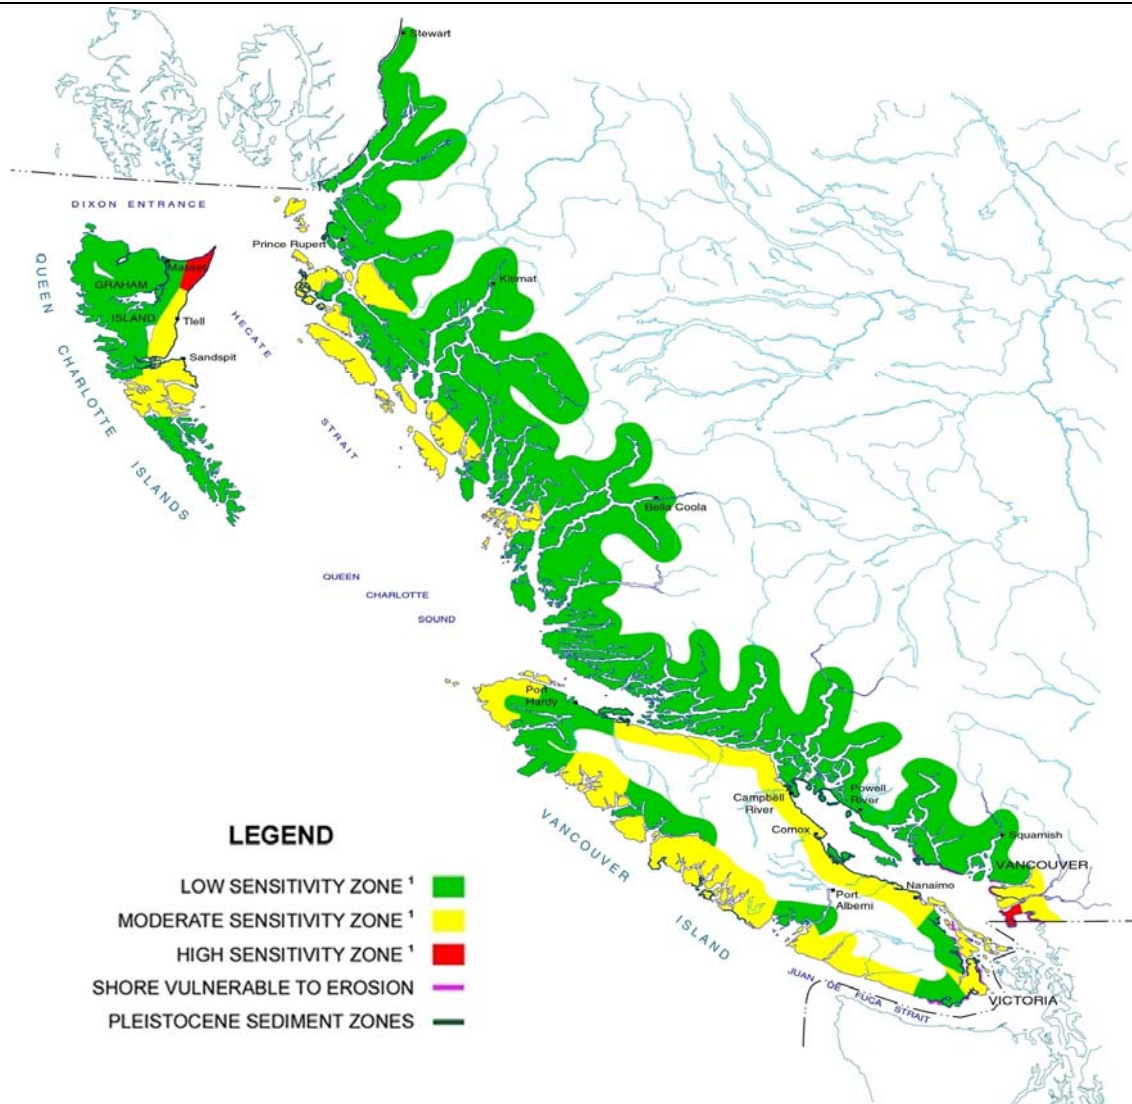 Stewart
DIXON ENTRANCE
Prince Rupert
QUEEN
CHARLOTTE
ISLANDS
Masset
GRAHAM
ISLAND
Tlell
Sandspit
HECATE
STRAIT
Kitimat
Bella Coola
QUEEN
CHARLOTTE
SOUND
Port
Hardy
Campbell
River
Powell
River
Comox
Squamish
VANCOUVER
Nanaimo
Port
Alberni
VANCOUVER
ISLAND
JUAN DE FUCA STRAIT
VICTORIA
LEGEND
LOW SENSITIVITY ZONE ¹
MODERATE SENSITIVITY ZONE ¹
HIGH SENSITIVITY ZONE ¹
SHORE VULNERABLE TO EROSION
PLEISTOCENE SEDIMENT ZONES